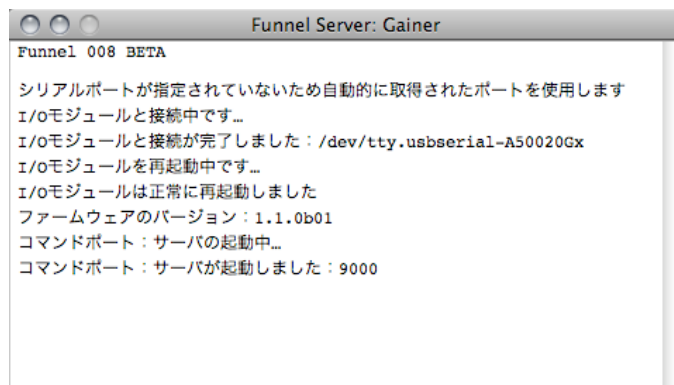 Funnel Server: Gainer
Funnel 008 BETA
シリアルポートが指定されていないため自動的に取得されたポートを使用します
I/Oモジュールと接続中です…
I/Oモジュールと接続が完了しました：/dev/tty.usbserial-A50020Gx
I/Oモジュールを再起動中です…
I/Oモジュールは正常に再起動しました
ファームウェアのバージョン：1.1.0b01
コマンドポート：サーバの起動中…
コマンドポート：サーバが起動しました：9000